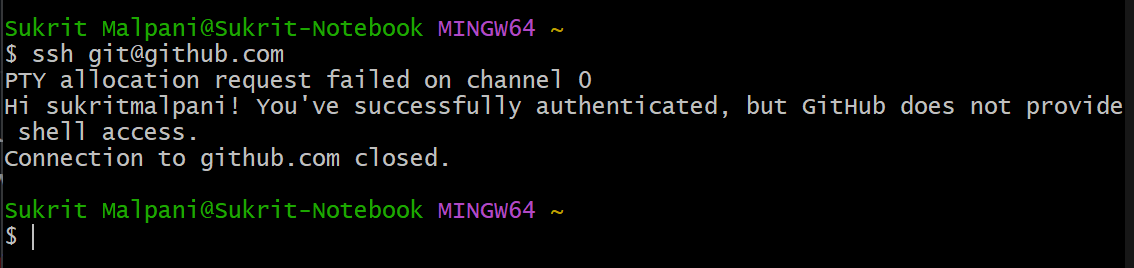 Sukrit Malpani@Sukrit-Notebook MINGW64 ~
$ ssh git@github.com
PTY allocation request failed on channel 0
Hi sukritmalpani! You've successfully authenticated, but GitHub does not provide
 shell access.
Connection to github.com closed.
Sukrit Malpani@Sukrit-Notebook MINGW64 ~
$